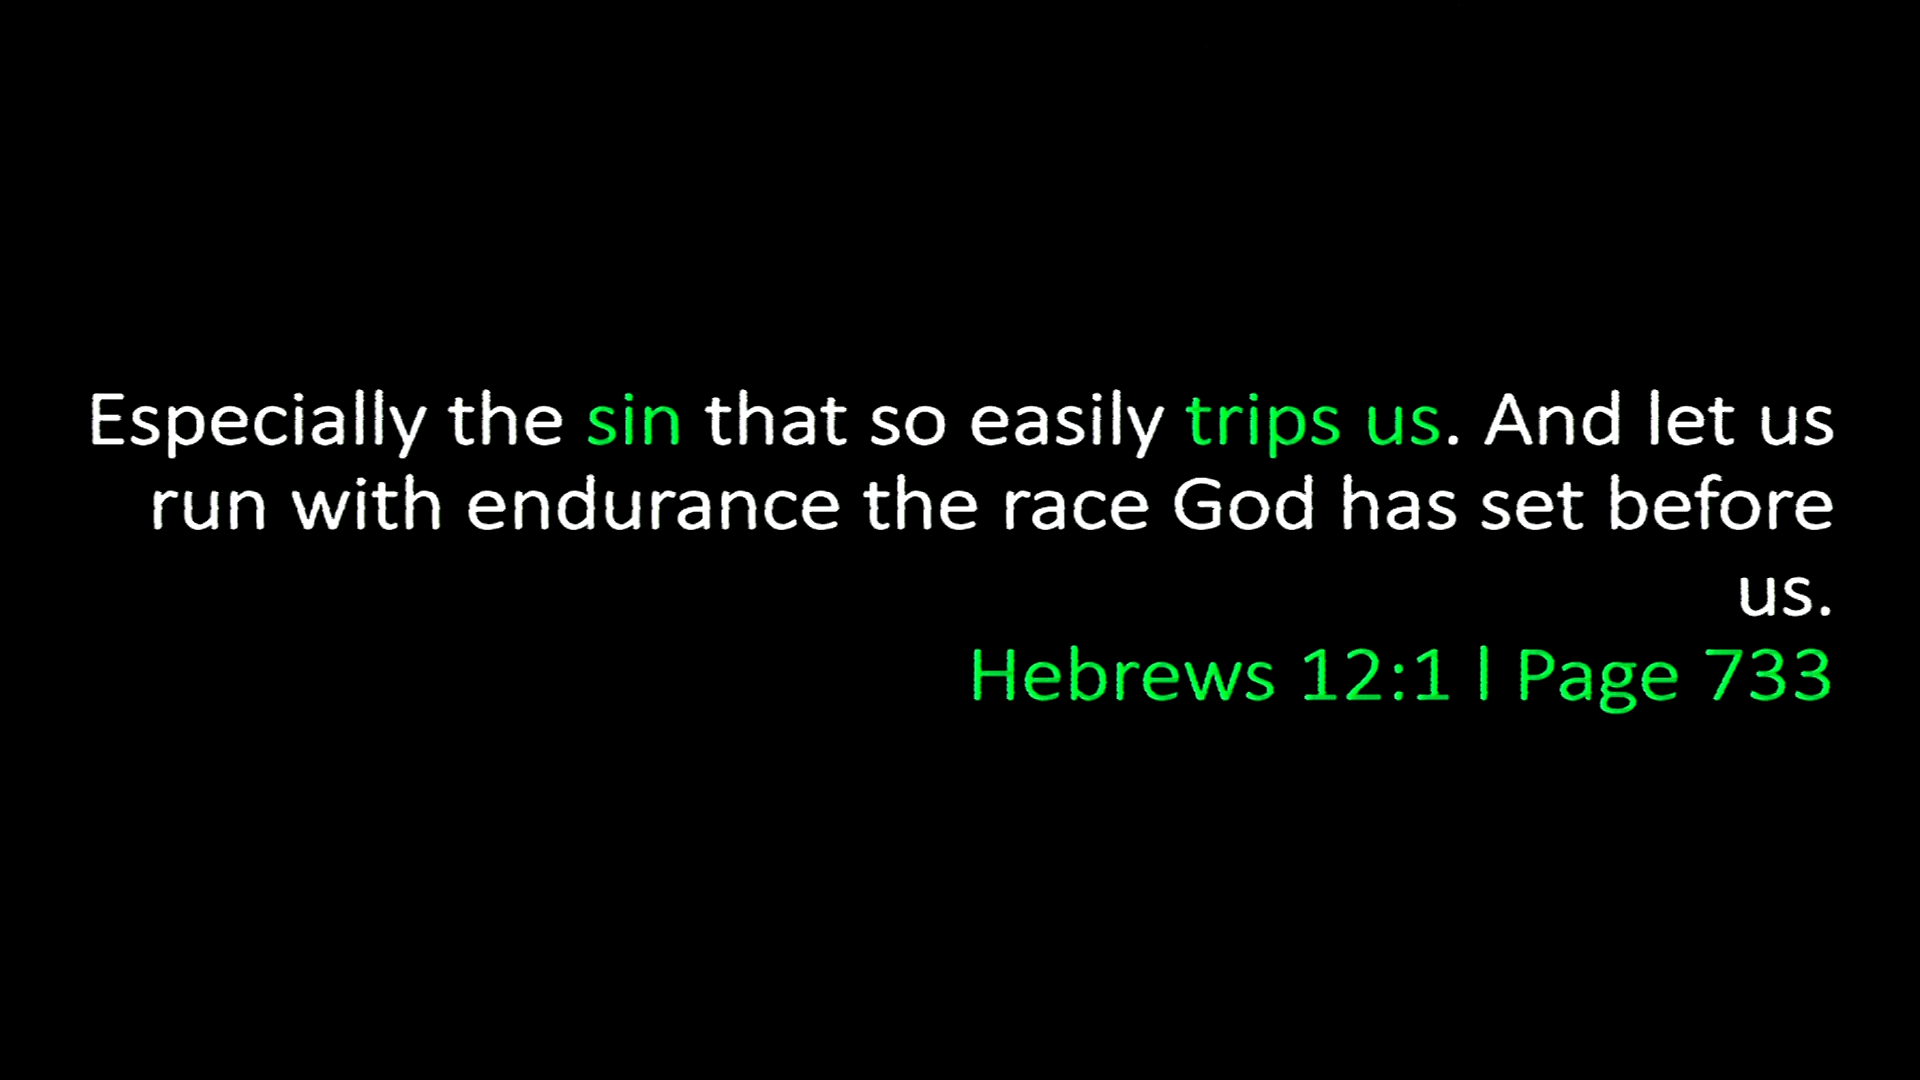 Especially the sin that so easily trips us. And let us
run with endurance the race God has set before
us.
Hebrews 12:1 l Page 733